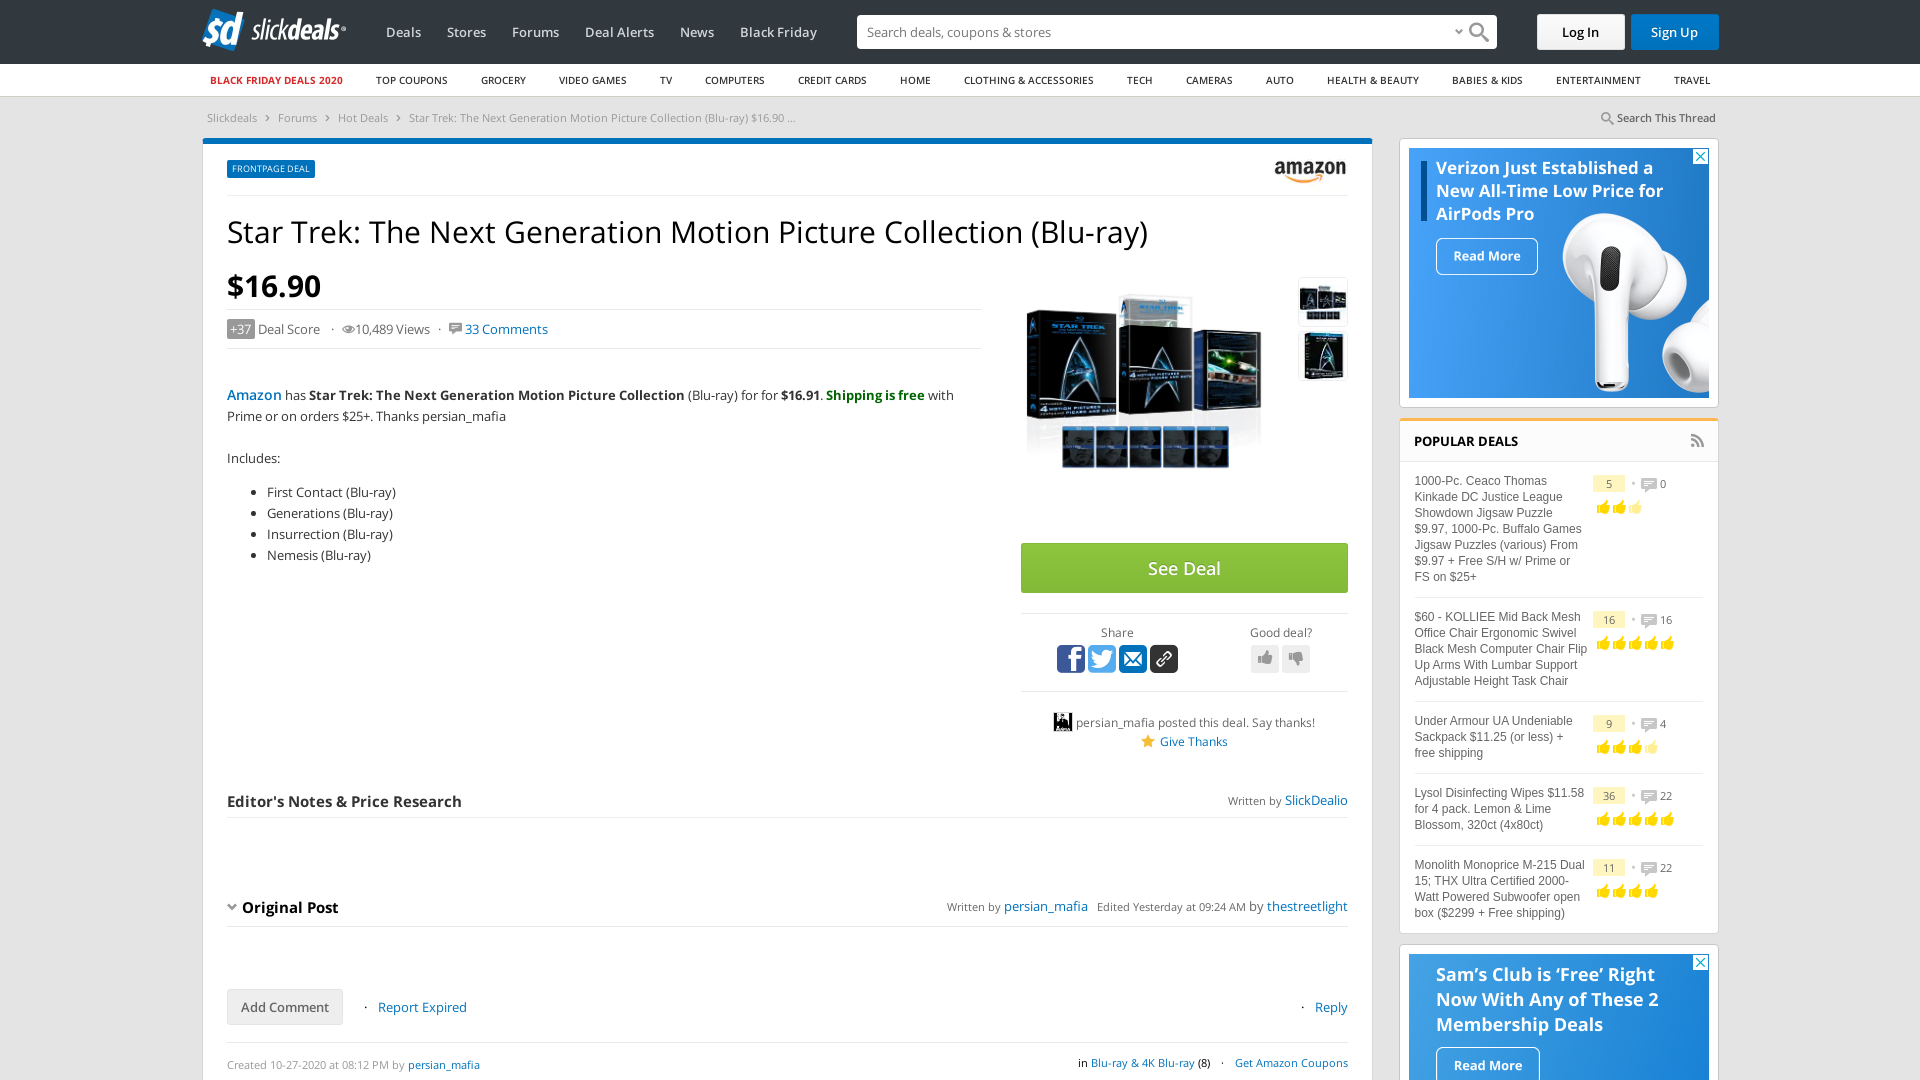 slickdeals
Deals
Stores
Forums
Deal Alerts
News
Black Friday
Search deals, coupons & stores
Log In
Sign Up
BLACK FRIDAY DEALS 2020
TOP COUPONS
GROCERY
VIDEO GAMES
TV
COMPUTERS
CREDIT CARDS
HOME
CLOTHING & ACCESSORIES
TECH
CAMERAS
AUTO
HEALTH & BEAUTY
BABIES & KIDS
ENTERTAINMENT
TRAVEL
Slickdeals › Forums › Hot Deals › Star Trek: The Next Generation Motion Picture Collection (Blu-ray) $16.90 ...
Search This Thread
FRONTPAGE DEAL
amazon
Star Trek: The Next Generation Motion Picture Collection (Blu-ray)
$16.90
+37 Deal Score · 10,489 Views · 33 Comments
Amazon has Star Trek: The Next Generation Motion Picture Collection (Blu-ray) for for $16.91. Shipping is free with
Prime or on orders $25+. Thanks persian_mafia
Includes:
• First Contact (Blu-ray)
• Generations (Blu-ray)
• Insurrection (Blu-ray)
• Nemesis (Blu-ray)
STAR TREK
See Deal
Share
Good deal?
persian_mafia posted this deal. Say thanks!
Give Thanks
Editor's Notes & Price Research
Written by SlickDealio
Original Post
Written by persian_mafia Edited Yesterday at 09:24 AM by thestreetlight
Add Comment
· Report Expired
· Reply
Created 10-27-2020 at 08:12 PM by persian_mafia
in Blu-ray & 4K Blu-ray (8) · Get Amazon Coupons
Verizon Just Established a
New All-Time Low Price for
AirPods Pro
Read More
POPULAR DEALS
1000-Pc. Ceaco Thomas
Kinkade DC Justice League
Showdown Jigsaw Puzzle
$9.97, 1000-Pc. Buffalo Games
Jigsaw Puzzles (various) From
$9.97 + Free S/H w/ Prime or
FS on $25+
5 • 0
$60 - KOLLIEE Mid Back Mesh
Office Chair Ergonomic Swivel
Black Mesh Computer Chair Flip
Up Arms With Lumbar Support
Adjustable Height Task Chair
16 • 16
Under Armour UA Undeniable
Sackpack $11.25 (or less) +
free shipping
9 • 4
Lysol Disinfecting Wipes $11.58
for 4 pack. Lemon & Lime
Blossom, 320ct (4x80ct)
36 • 22
Monolith Monoprice M-215 Dual
15; THX Ultra Certified 2000-
Watt Powered Subwoofer open
box ($2299 + Free shipping)
11 • 22
Sam's Club is ‘Free’ Right
Now With Any of These 2
Membership Deals
Read More